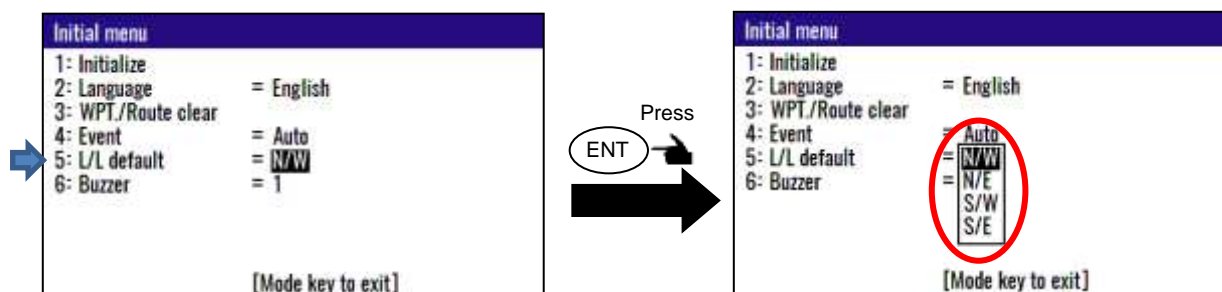 Initial menu
1: Initialize
2: Language = English
3: WPT./Route clear
4: Event = Auto
5: L/L default = N/W
6: Buzzer = 1
[Mode key to exit]
Press
ENT
Initial menu
1: Initialize
2: Language = English
3: WPT./Route clear
4: Event = Auto
5: L/L default = N/W
6: Buzzer = N/E
S/W
S/E
[Mode key to exit]